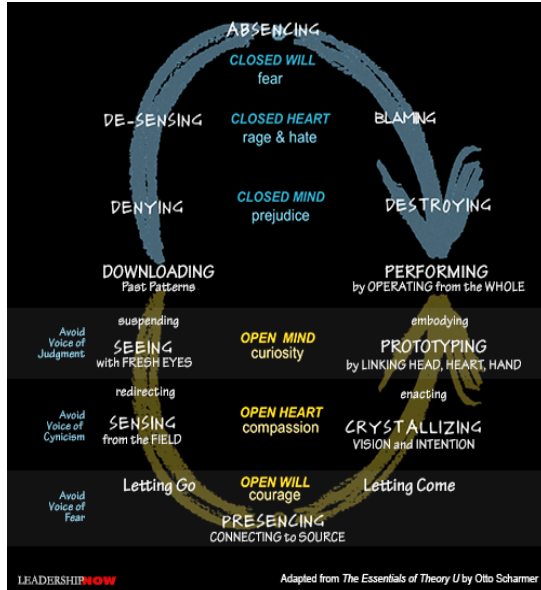 ABSENCING
CLOSED WILL
fear
DE-SENSING
CLOSED HEART
rage & hate
BLAMING
DENYING
CLOSED MIND
prejudice
DESTROYING
DOWNLOADING
Past Patterns
PERFORMING
by OPERATING from the WHOLE
suspending
embodying
Avoid
Voice of
Judgment
SEEING
with FRESH EYES
OPEN MIND
curiosity
PROTOTYPING
by LINKING HEAD, HEART, HAND
redirecting
enacting
Avoid
Voice of
Cynicism
SENSING
from the FIELD
OPEN HEART
compassion
CRYSTALLIZING
VISION and INTENTION
Avoid
Voice of
Fear
Letting Go
OPEN WILL
courage
Letting Come
PRESENCING
CONNECTING to SOURCE
LEADERSHIPNOW
Adapted from The Essentials of Theory U by Otto Scharmer